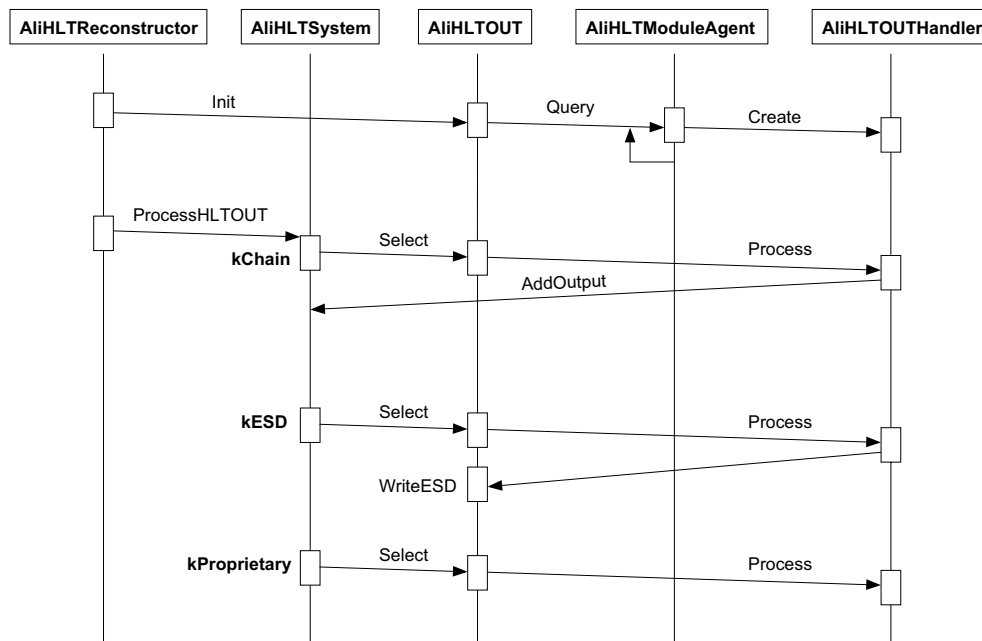 AliHLTReconstructor
AliHLTSystem
AliHLTOUT
AliHLTModuleAgent
AliHLTOUTHandler
Init
Query
Create
ProcessHLTOUT
kChain
Select
Process
AddOutput
kESD
Select
Process
WriteESD
kProprietary
Select
Process